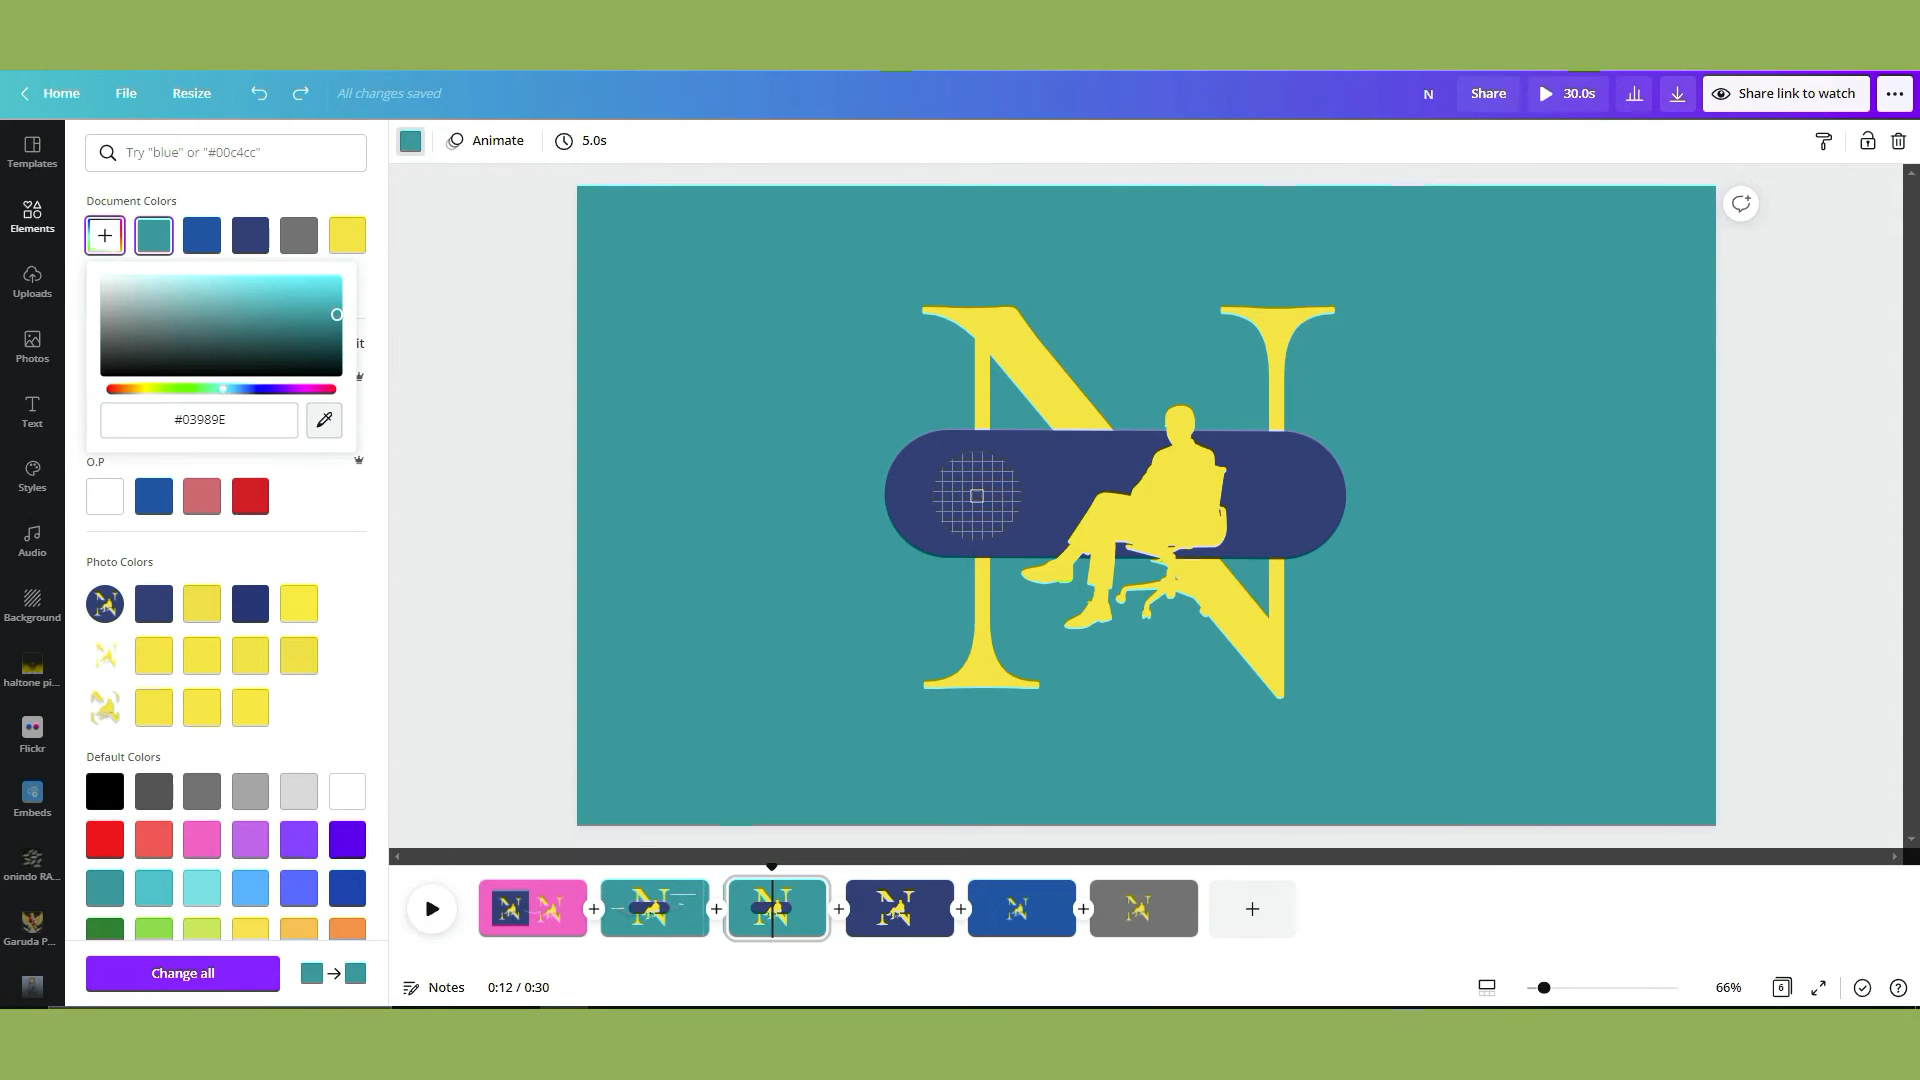 Home File Resize All changes saved N Share 30.0s Share link to watch
Templates
Elements
Uploads
Photos
Text
Styles
Audio
Background
haltone pi...
Flickr
Embeds
onindo RA...
Garuda P...
Try "blue" or "#00c4cc"
Document Colors
it
#03989E
O.P
Photo Colors
Default Colors
Change all
Animate 5.0s
N
Notes 0:12 / 0:30 66% 6